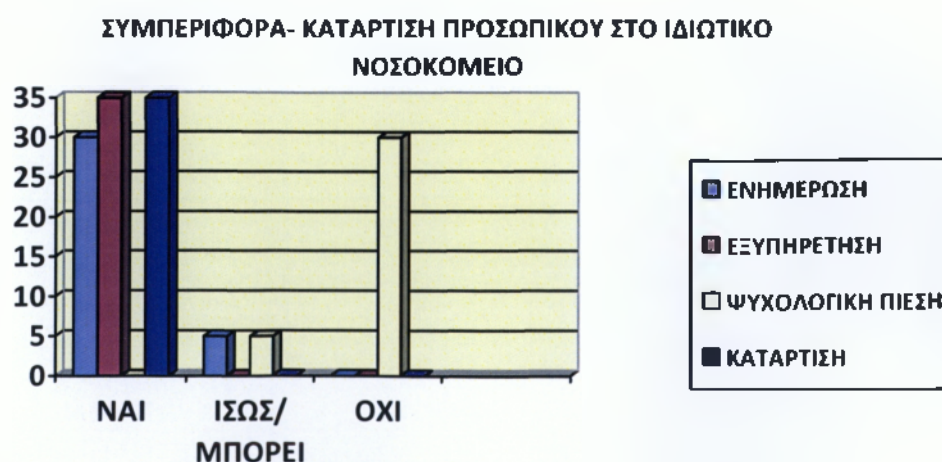 ΣΥΜΠΕΡΙΦΟΡΑ- ΚΑΤΑΡΤΙΣΗ ΠΡΟΣΩΠΙΚΟΥ ΣΤΟ ΙΔΙΩΤΙΚΟ
ΝΟΣΟΚΟΜΕΙΟ
35
30
25
20
15
10
5
0
ΝΑΙ
ΙΣΩΣ/
ΜΠΟΡΕΙ
ΟΧΙ
ΕΝΗΜΕΡΩΣΗ
ΕΞΥΠΗΡΕΤΗΣΗ
ΨΥΧΟΛΟΓΙΚΗ ΠΙΕΣΗ
ΚΑΤΑΡΤΙΣΗ